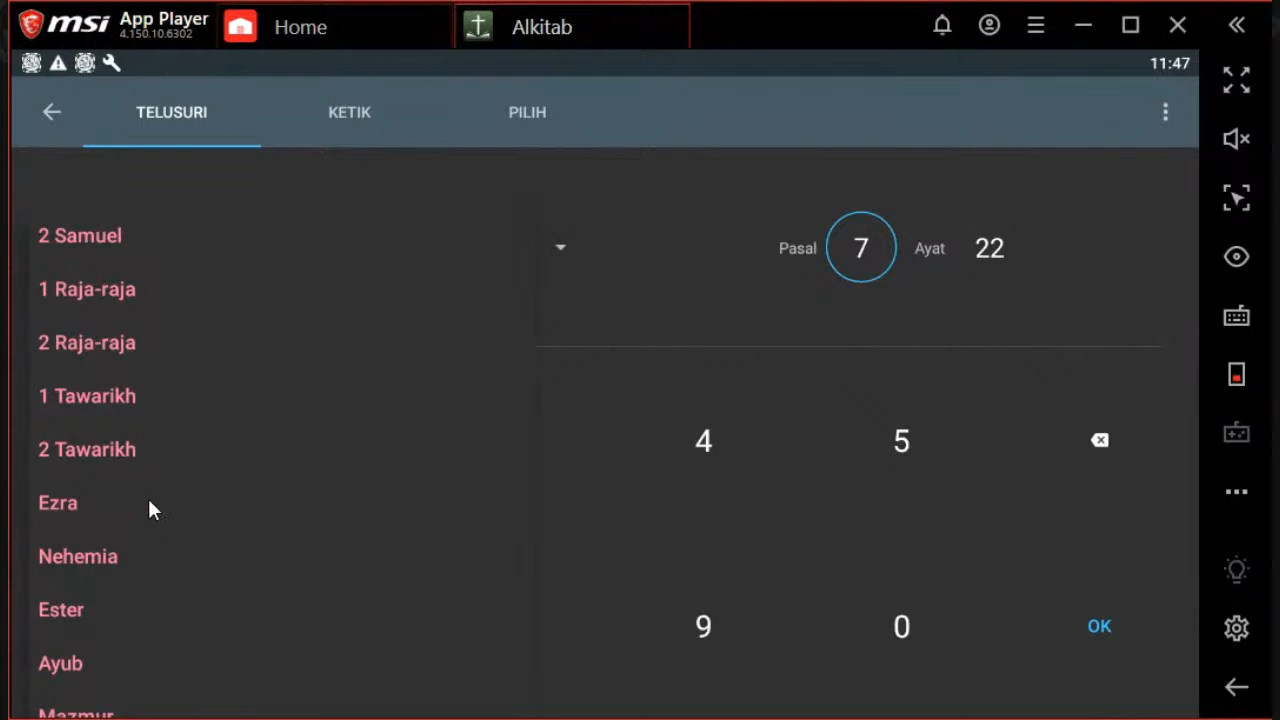 msi App Player
4.150.10.6302
Home
Alkitab
11:47
TELUSURI KETIK PILIH
2 Samuel
1 Raja-raja
2 Raja-raja
1 Tawarikh
2 Tawarikh
Ezra
Nehemia
Ester
Ayub
Mazmur
Pasal 7 Ayat 22
4 5
9 0 OK